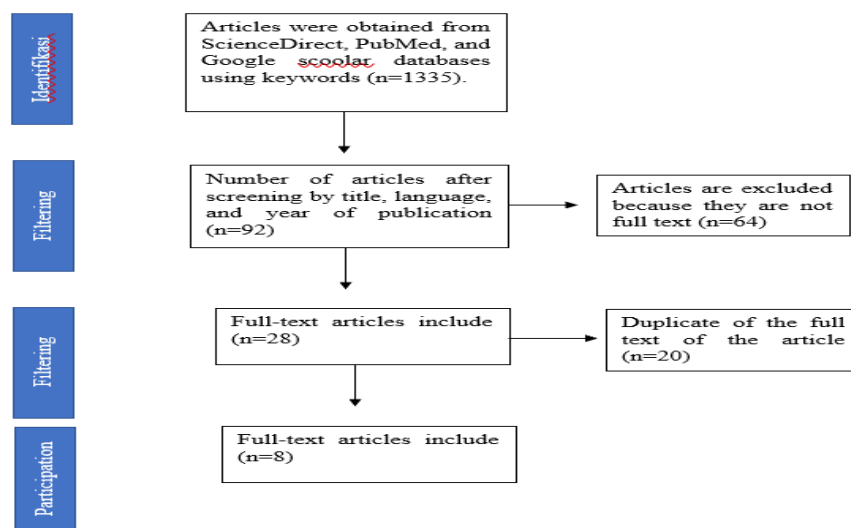 Identifikasi
Articles were obtained from
ScienceDirect, PubMed, and
Google scoolar databases
using keywords (n=1335).
Filtering
Number of articles after
screening by title, language,
and year of publication
(n=92)
Articles are excluded
because they are not
full text (n=64)
Filtering
Full-text articles include
(n=28)
Duplicate of the full
text of the article
(n=20)
Participation
Full-text articles include
(n=8)